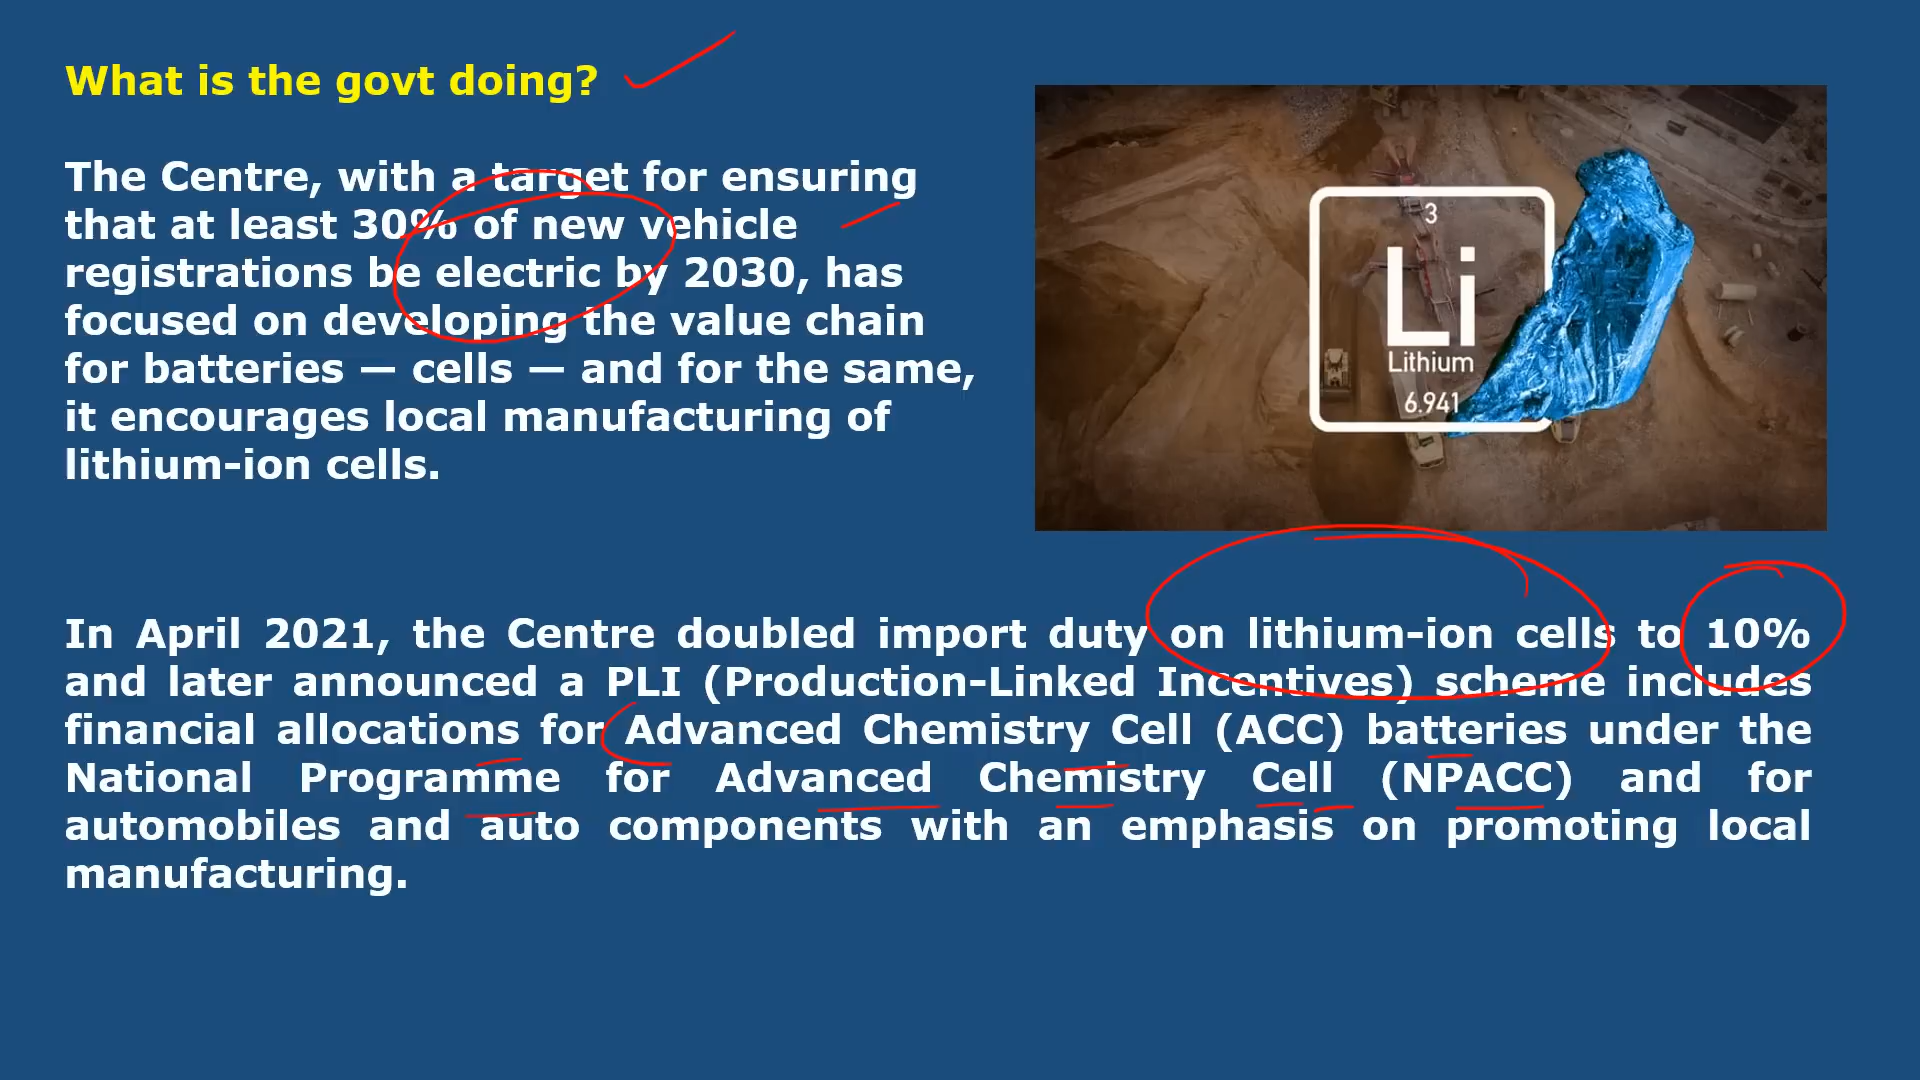 What is the govt doing?
The Centre, with a target for ensuring
that at least 30% of new vehicle
registrations be electric by 2030, has
focused on developing the value chain
for batteries — cells — and for the same,
it encourages local manufacturing of
lithium-ion cells.
3
Li
Lithium
6.941
In April 2021, the Centre doubled import duty on lithium-ion cells to 10%
and later announced a PLI (Production-Linked Incentives) scheme includes
financial allocations for Advanced Chemistry Cell (ACC) batteries under the
National Programme for Advanced Chemistry Cell (NPACC) and for
automobiles and auto components with an emphasis on promoting local
manufacturing.